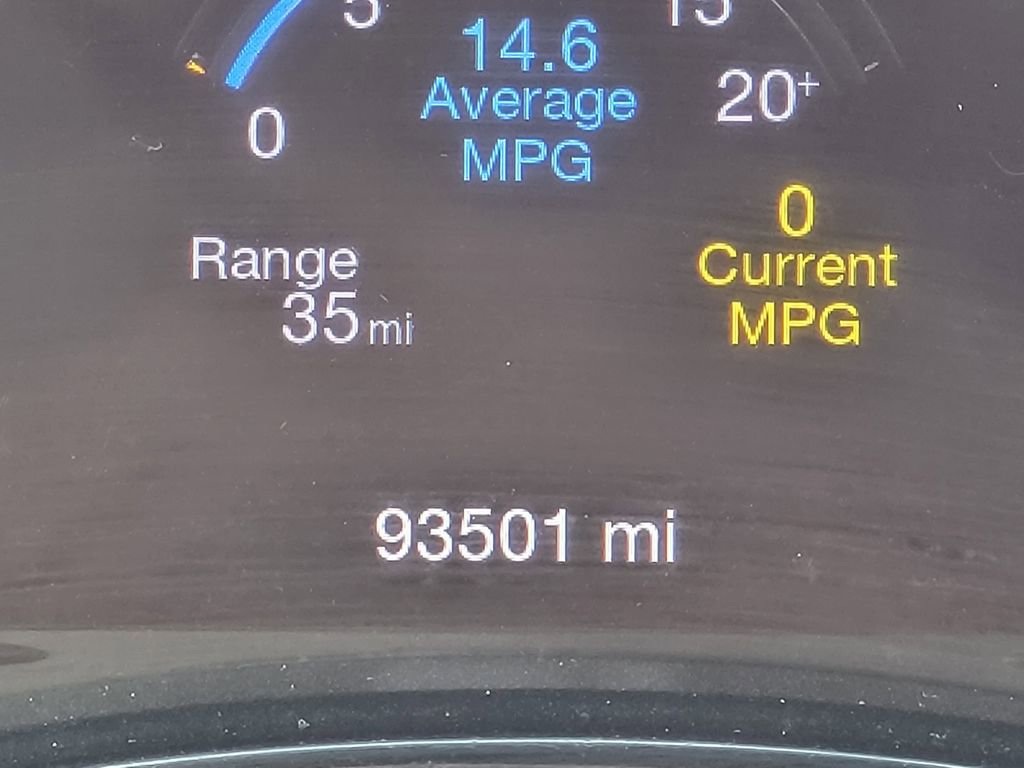 5
15
14.6
Average
MPG
0
20+
0
Current
MPG
Range
35 mi
93501 mi